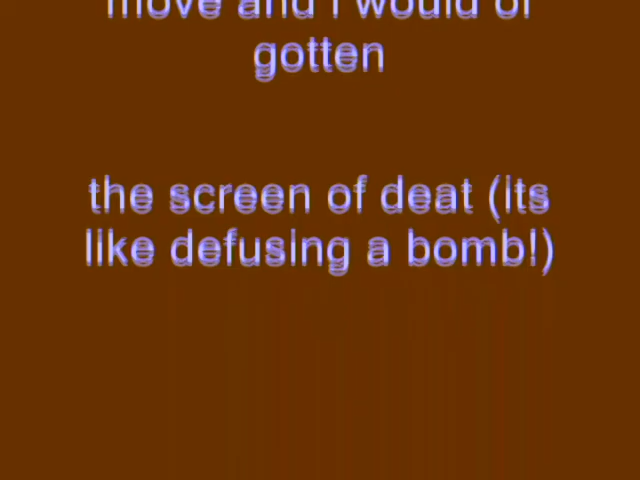 move and i would of
gotten
the screen of deat (its
like defusing a bomb!)